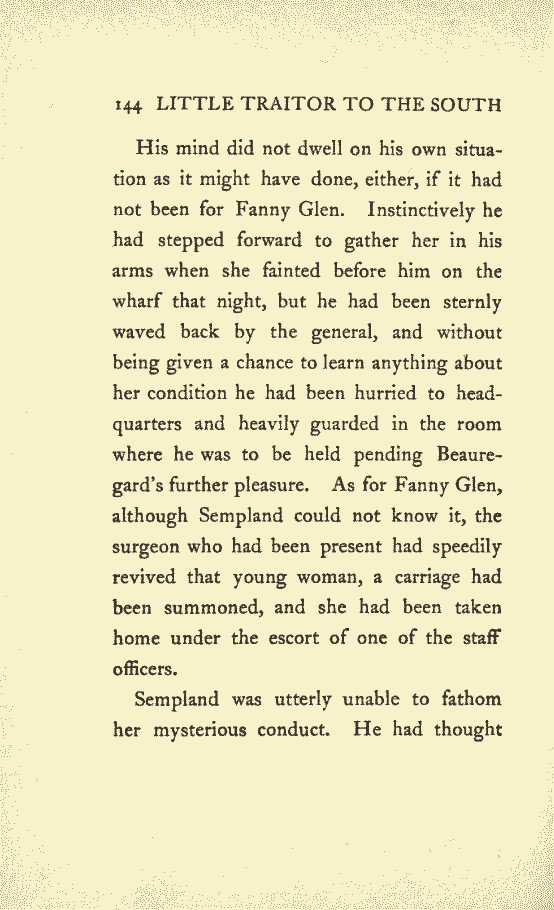 144 LITTLE TRAITOR TO THE SOUTH
His mind did not dwell on his own situa-
tion as it might have done, either, if it had
not been for Fanny Glen. Instinctively he
had stepped forward to gather her in his
arms when she fainted before him on the
wharf that night, but he had been sternly
waved back by the general, and without
being given a chance to learn anything about
her condition he had been hurried to head-
quarters and heavily guarded in the room
where he was to be held pending Beaure-
gard's further pleasure. As for Fanny Glen,
although Sempland could not know it, the
surgeon who had been present had speedily
revived that young woman, a carriage had
been summoned, and she had been taken
home under the escort of one of the staff
officers.
Sempland was utterly unable to fathom
her mysterious conduct. He had thought